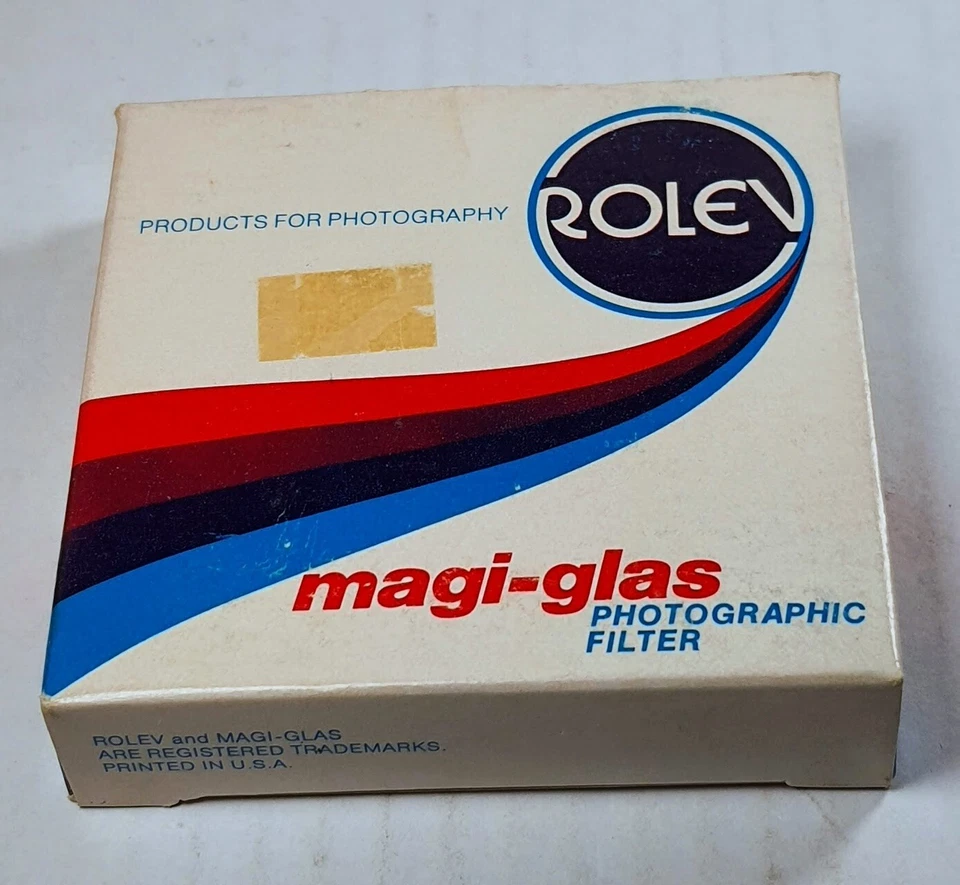 PRODUCTS FOR PHOTOGRAPHY
ROLEV
magi-glas
PHOTOGRAPHIC
FILTER
ROLEV and MAGI-GLAS
ARE REGISTERED TRADEMARKS.
PRINTED IN U.S.A.